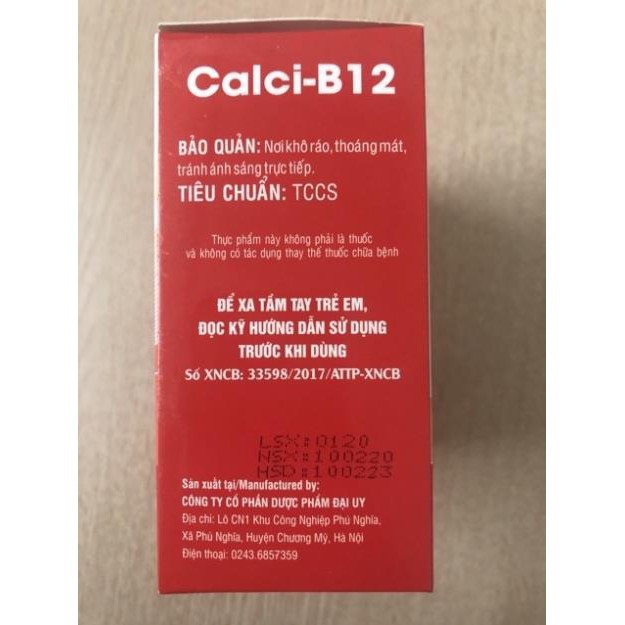 Calci-B12
BẢO QUẢN: Nơi khô ráo, thoáng mát,
tránh ánh sáng trực tiếp.
TIÊU CHUẨN: TCCS
Thực phẩm này không phải là thuốc
và không có tác dụng thay thế thuốc chữa bệnh
ĐỂ XA TẦM TAY TRẺ EM,
ĐỌC KỸ HƯỚNG DẪN SỬ DỤNG
TRƯỚC KHI DÙNG
Số XNCB: 33598/2017/ATTP-XNCB
LSX:0120
NSX:100220
HSD:100223
Sản xuất tại/Manufactured by:
CÔNG TY CỔ PHẦN DƯỢC PHẨM ĐẠI UY
Địa chỉ: Lô CN1 Khu Công Nghiệp Phú Nghĩa,
Xã Phú Nghĩa, Huyện Chương Mỹ, Hà Nội
Điện thoại: 0243.6857359